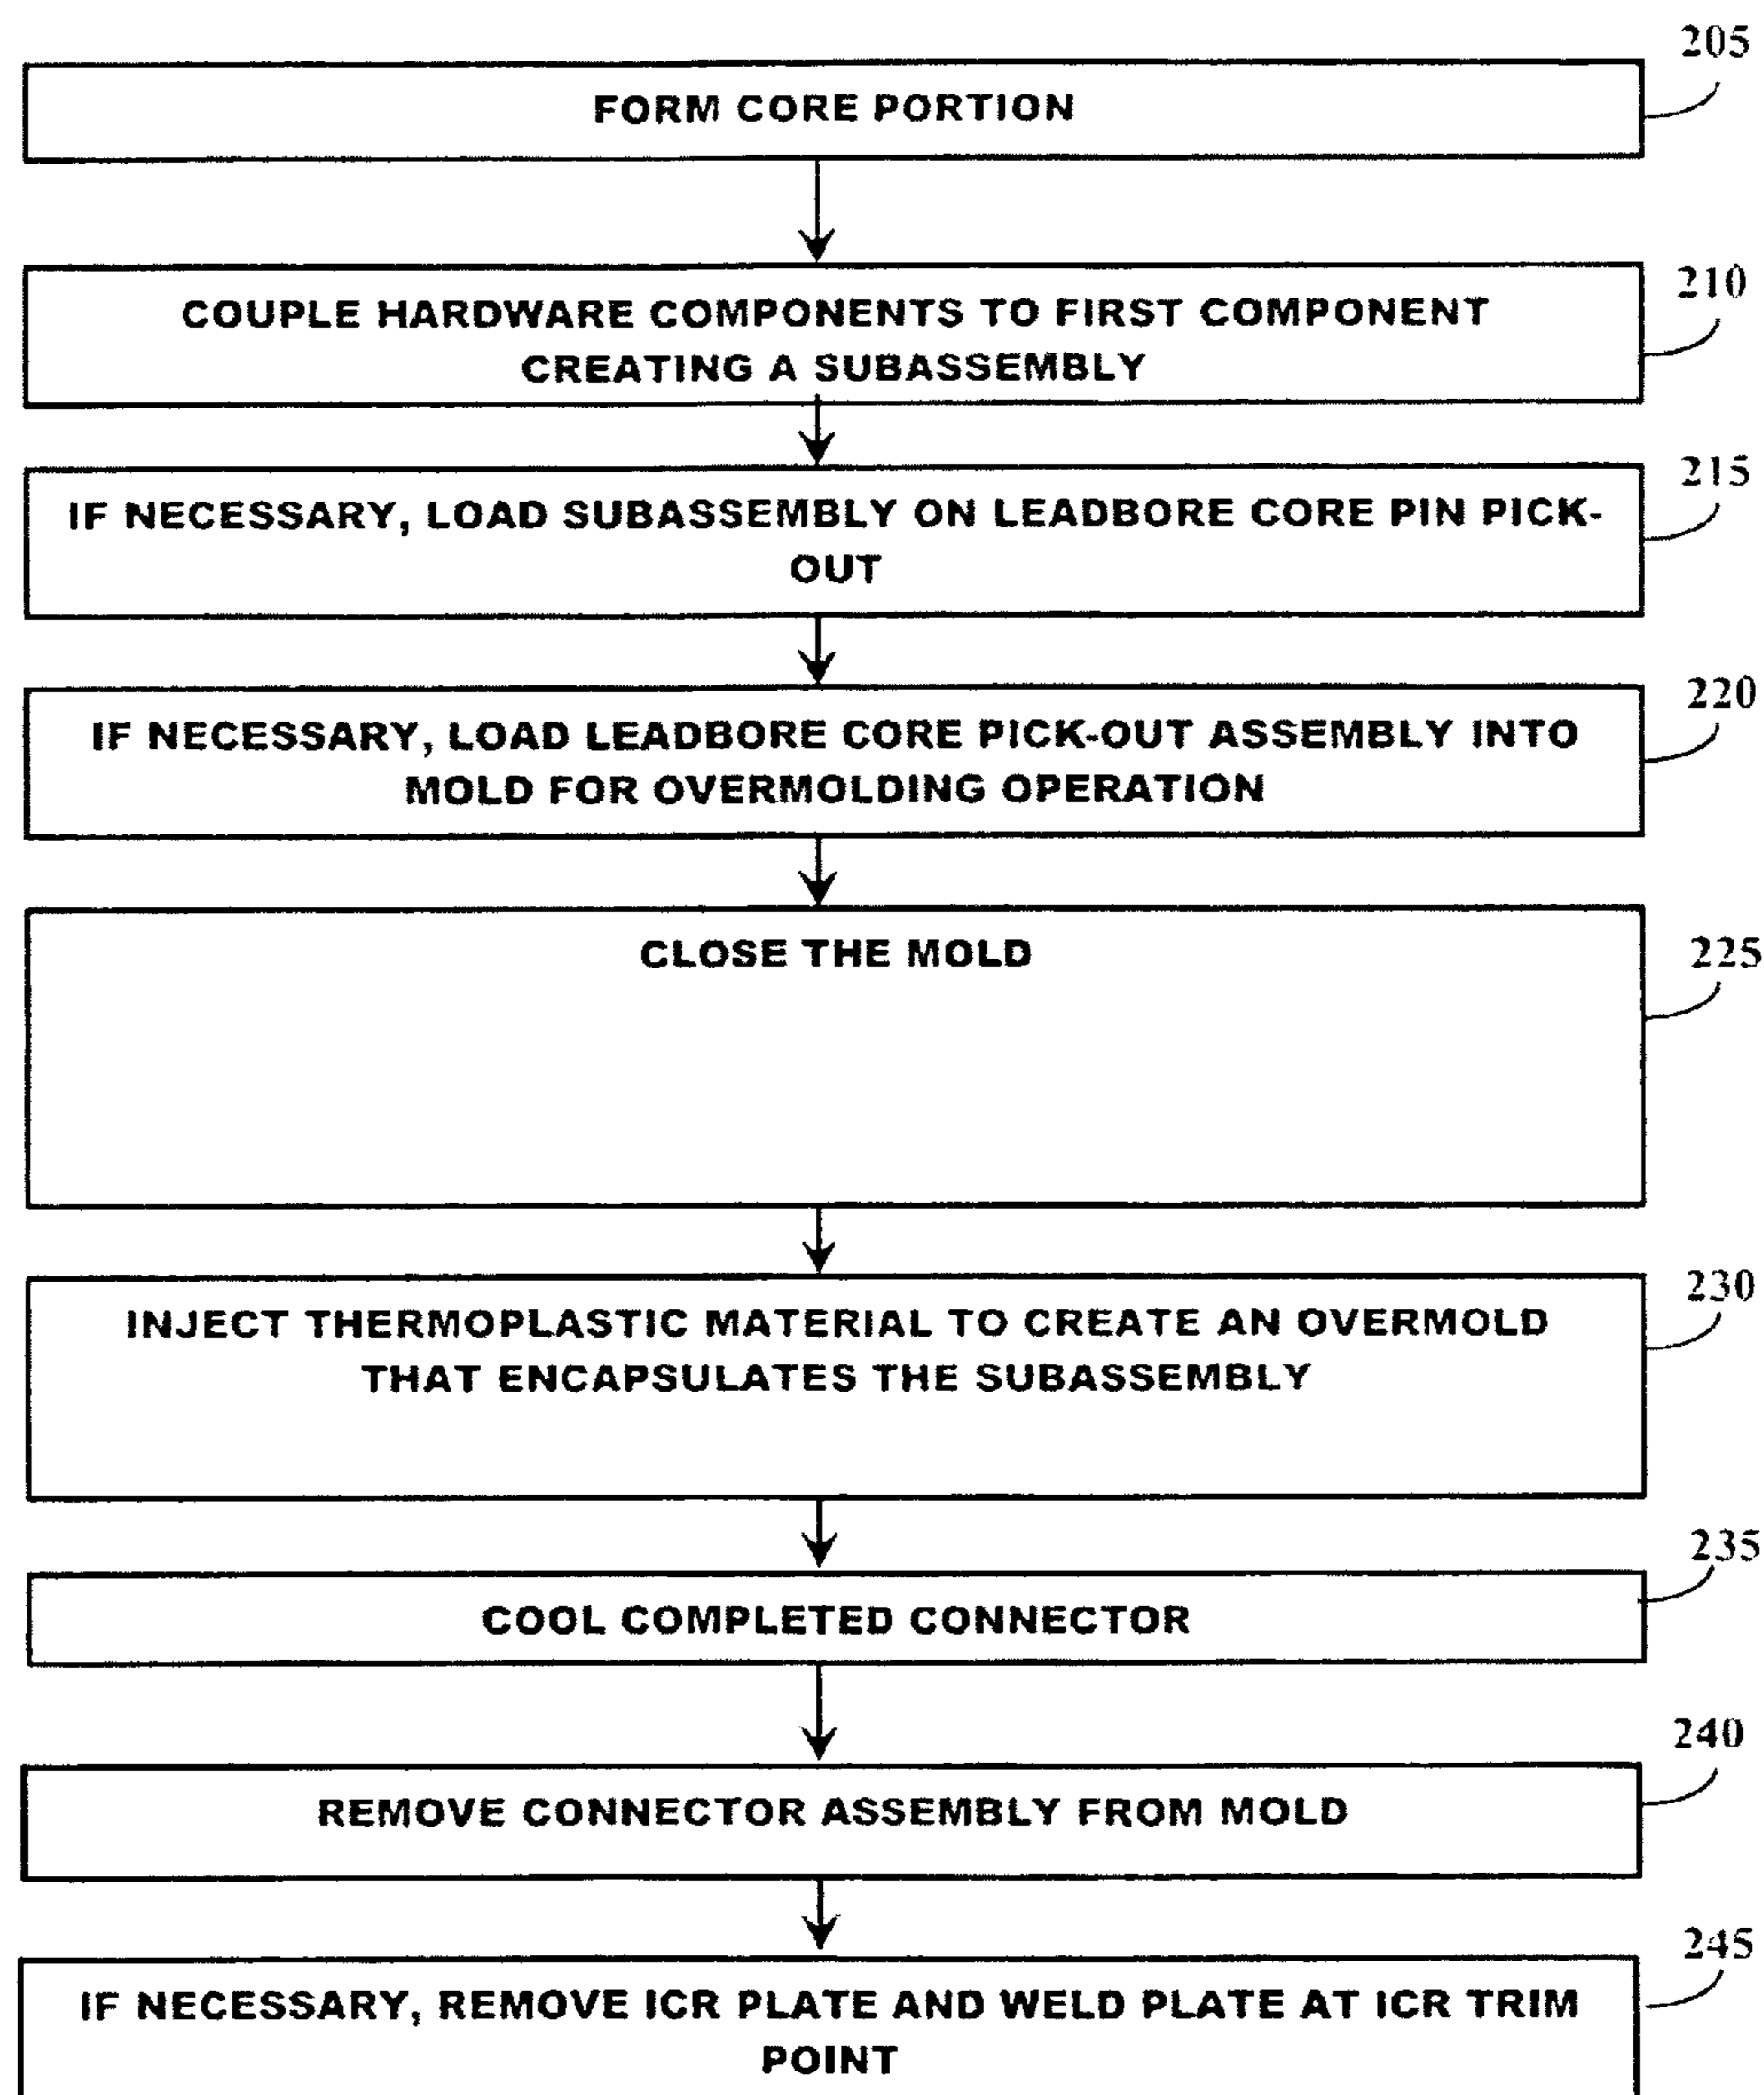 205
FORM CORE PORTION
210
COUPLE HARDWARE COMPONENTS TO FIRST COMPONENT
CREATING A SUBASSEMBLY
215
IF NECESSARY, LOAD SUBASSEMBLY ON LEADBORE CORE PIN PICK-
OUT
220
IF NECESSARY, LOAD LEADBORE CORE PICK-OUT ASSEMBLY INTO
MOLD FOR OVERMOLDING OPERATION
225
CLOSE THE MOLD
230
INJECT THERMOPLASTIC MATERIAL TO CREATE AN OVERMOLD
THAT ENCAPSULATES THE SUBASSEMBLY
235
COOL COMPLETED CONNECTOR
240
REMOVE CONNECTOR ASSEMBLY FROM MOLD
245
IF NECESSARY, REMOVE ICR PLATE AND WELD PLATE AT ICR TRIM
POINT